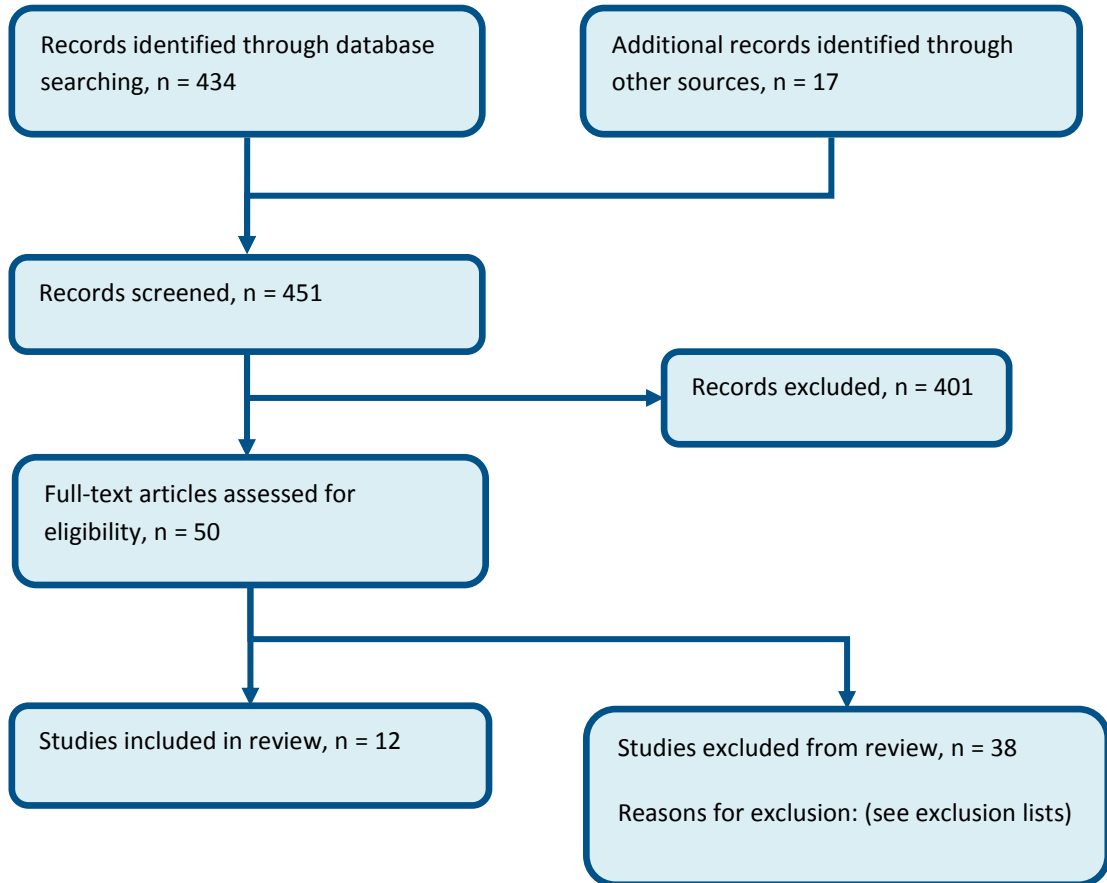 Records identified through database
searching, n = 434
Additional records identified through
other sources, n = 17
Records screened, n = 451
Records excluded, n = 401
Full-text articles assessed for
eligibility, n = 50
Studies included in review, n = 12
Studies excluded from review, n = 38
Reasons for exclusion: (see exclusion lists)